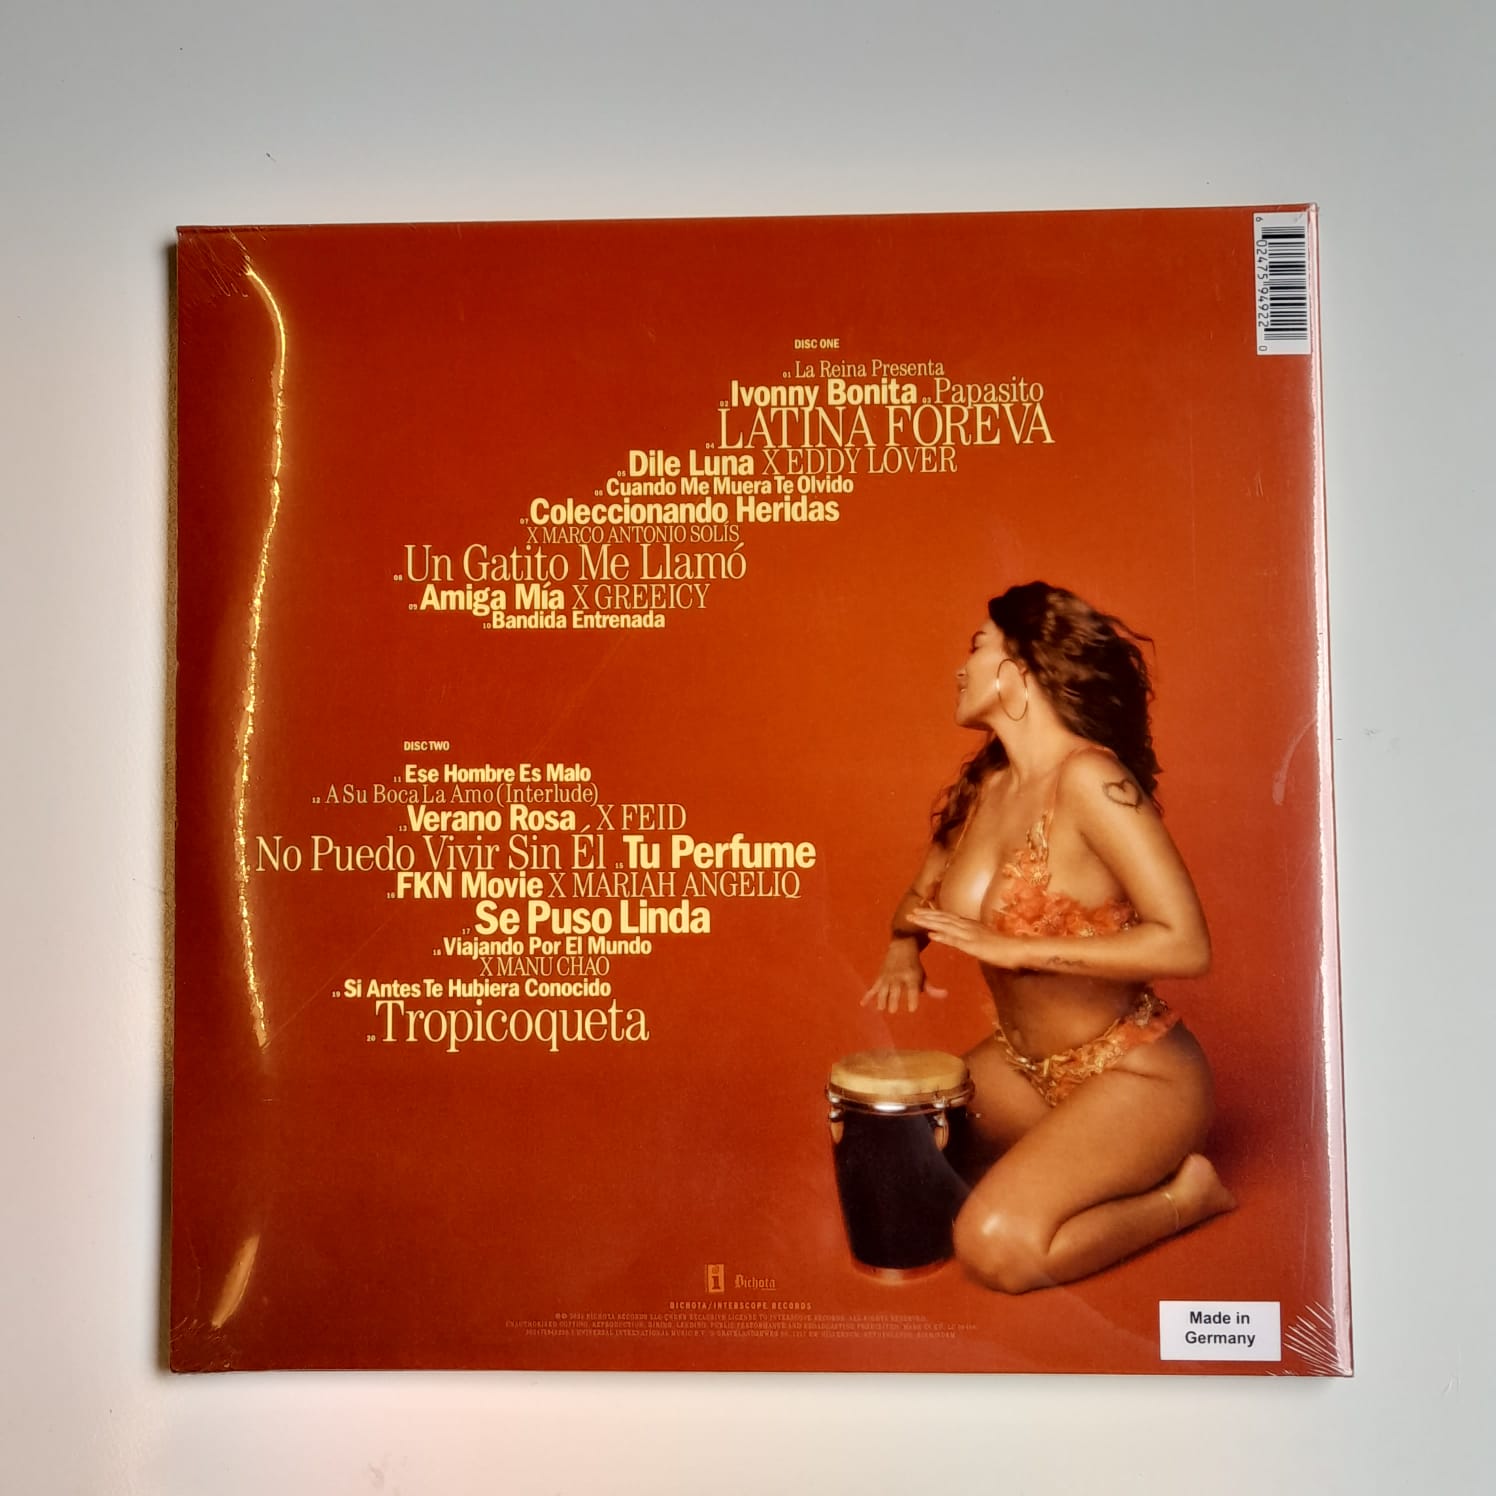 6 02475 94922 0
DISC ONE
01 La Reina Presenta
02 Ivonny Bonita 03 Papasito
04 LATINA FOREVA
05 Dile Luna X EDDY LOVER
06 Cuando Me Muera Te Olvido
07 Coleccionando Heridas
X MARCO ANTONIO SOLÍS
08 Un Gatito Me Llamó
09 Amiga Mía X GREEICY
10 Bandida Entrenada
DISC TWO
11 Ese Hombre Es Malo
12 A Su Boca La Amo (Interlude)
13 Verano Rosa X FEID
No Puedo Vivir Sin Él 15 Tu Perfume
16 FKN Movie X MARIAH ANGELIQ
17 Se Puso Linda
18 Viajando Por El Mundo
X MANU CHAO
19 Si Antes Te Hubiera Conocido
20 Tropicoqueta
i Bichota
BICHOTA/INTERSCOPE RECORDS
Made in
Germany